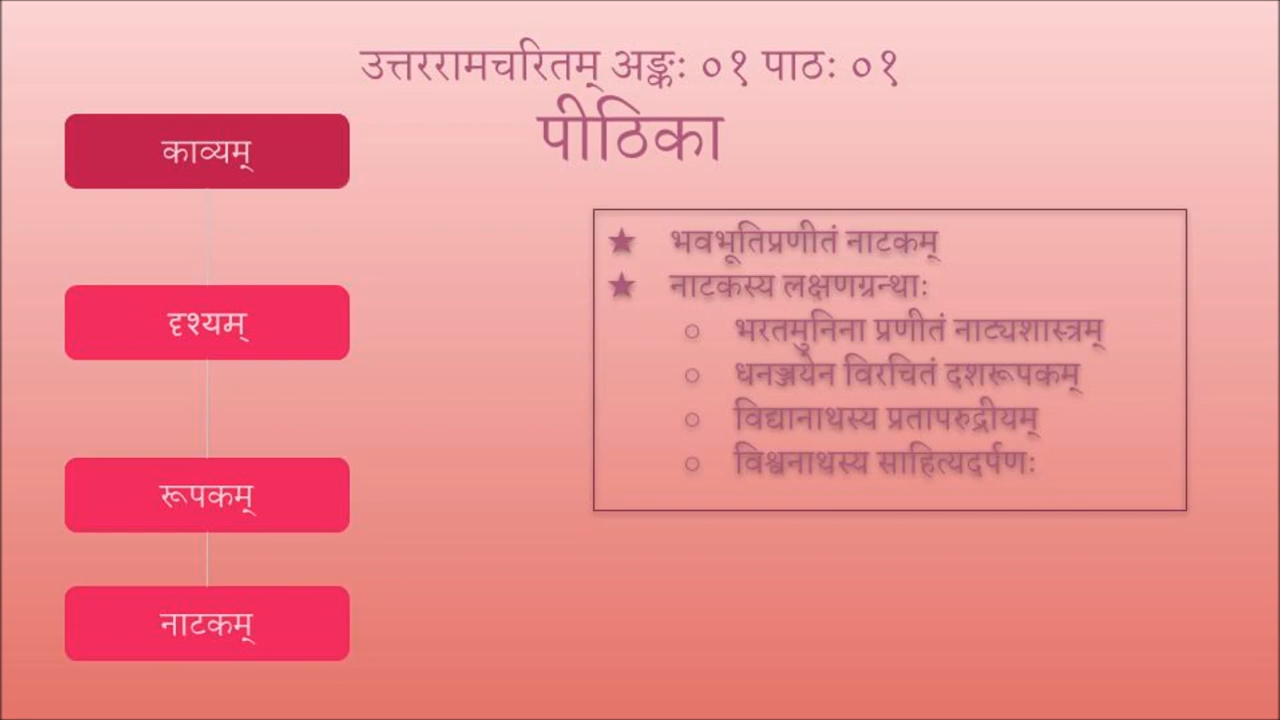 उत्तररामचरितम् अङ्कः ०१ पाठः ०१
पीठिका
काव्यम्
दृश्यम्
रूपकम्
नाटकम्
★ भवभूतिप्रणीतं नाटकम्
★ नाटकस्य लक्षणग्रन्थाः
○ भरतमुनिना प्रणीतं नाट्यशास्त्रम्
○ धनञ्जयेन विरचितं दशरूपकम्
○ विद्यानाथस्य प्रतापरुद्रीयम्
○ विश्वनाथस्य साहित्यदर्पणः